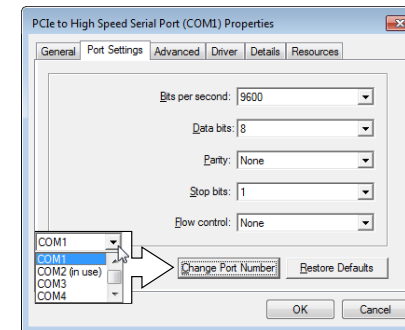 PCIe to High Speed Serial Port (COM1) Properties
General Port Settings Advanced Driver Details Resources
Bits per second: 9600
Data bits: 8
Parity: None
Stop bits: 1
Flow control: None
COM1
COM1
COM2 (in use)
COM3
COM4
Change Port Number Restore Defaults
OK Cancel